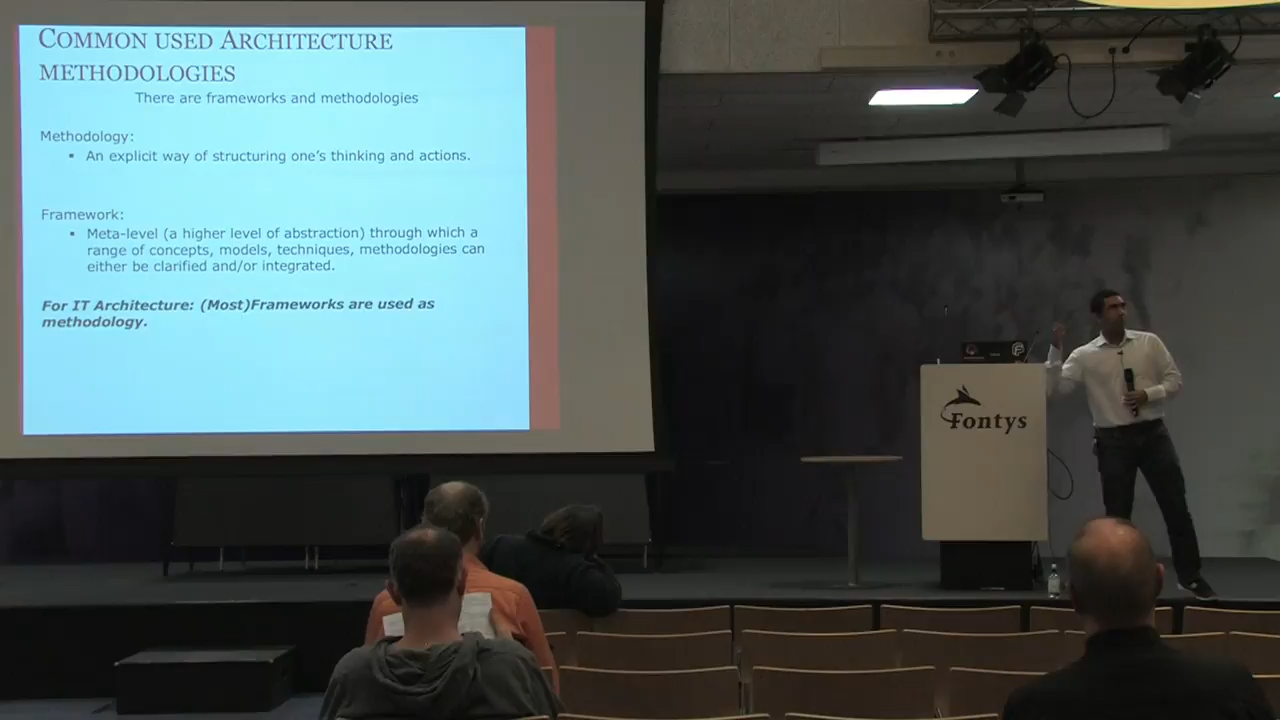 COMMON USED ARCHITECTURE
METHODOLOGIES
There are frameworks and methodologies
Methodology:
▪ An explicit way of structuring one's thinking and actions.
Framework:
▪ Meta-level (a higher level of abstraction) through which a
range of concepts, models, techniques, methodologies can
either be clarified and/or integrated.
For IT Architecture: (Most)Frameworks are used as
methodology.
Fontys